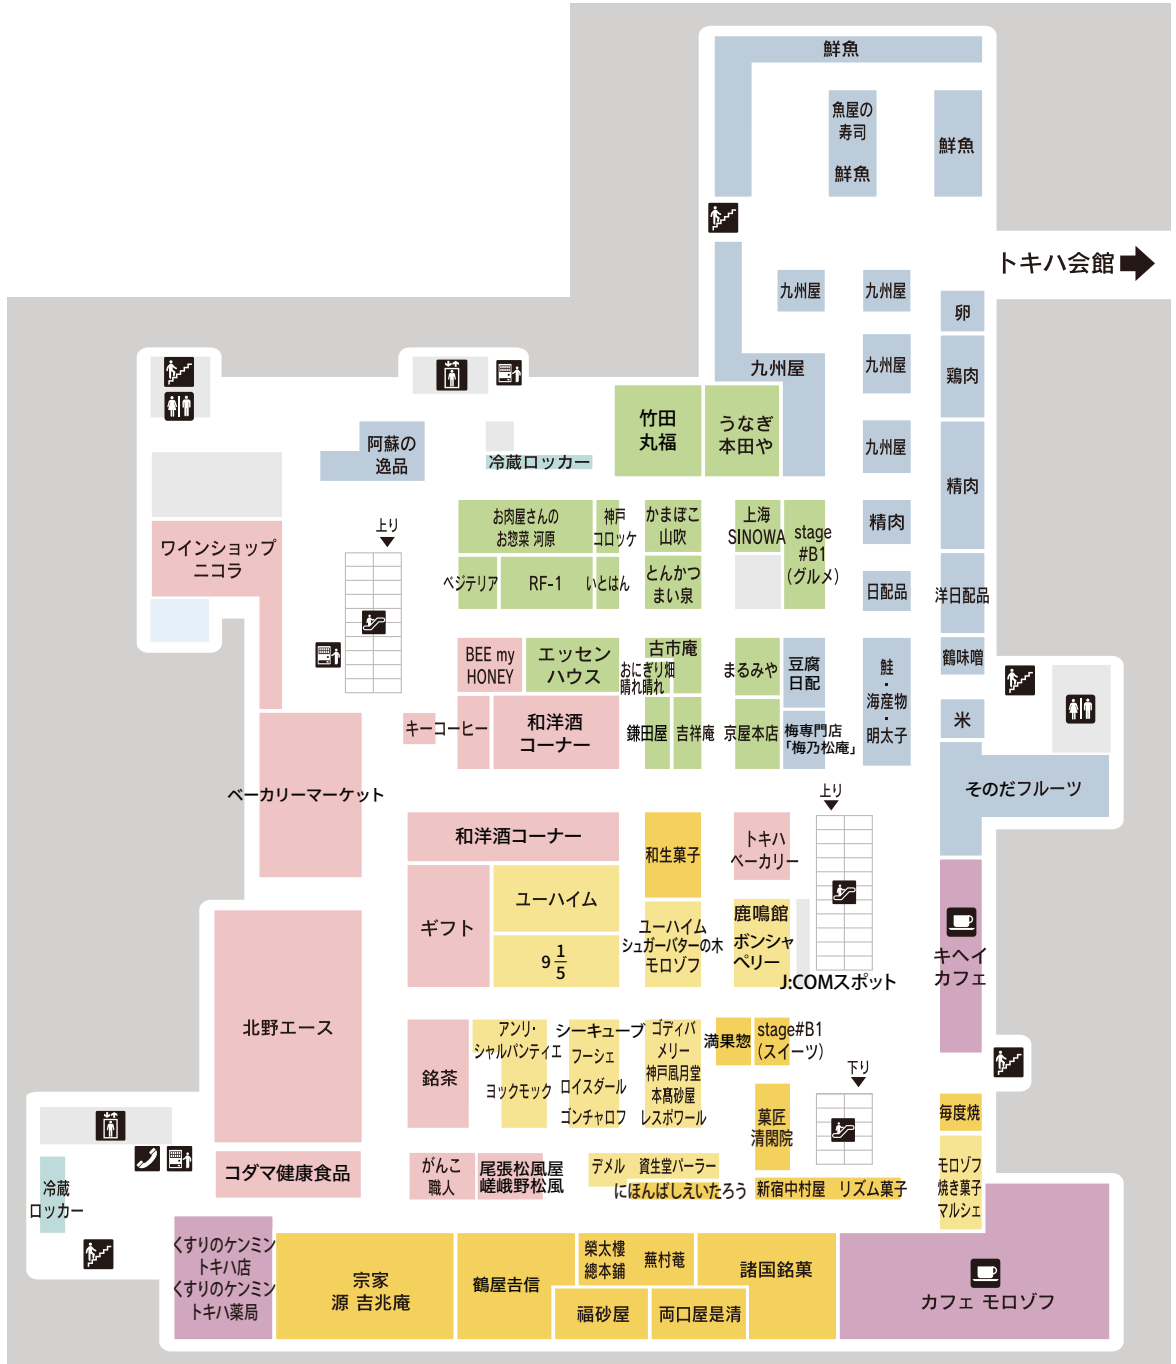 鮮魚
魚屋の
寿司
鮮魚
鮮魚
トキハ会館
九州屋
九州屋
卵
九州屋
九州屋
鶏肉
竹田
丸福
うなぎ
本田や
阿蘇の
逸品
冷蔵ロッカー
九州屋
精肉
お肉屋さんの
お惣菜 河原
神戸
コロッケ
かまぼこ
山吹
上海
SINOWA
stage
#B1
(グルメ)
精肉
上り
ワインショップ
ニコラ
ベジテリア
RF-1
いとはん
とんかつ
まい泉
日配品
洋日配品
BEE my
HONEY
エッセン
ハウス
古市庵
おにぎり畑
晴れ晴れ
まるみや
豆腐
日配
鮭
・
海産物
・
明太子
鶴味噌
キーコーヒー
和洋酒
コーナー
鎌田屋
吉祥庵
京屋本店
梅専門店
「梅乃松庵」
米
ベーカリーマーケット
上り
そのだフルーツ
和洋酒コーナー
和生菓子
トキハ
ベーカリー
ギフト
ユーハイム
9 1/5
ユーハイム
シュガーバターの木
モロゾフ
鹿鳴館
ボンシャ
ペリー
J:COMスポット
キヘイ
カフェ
北野エース
銘茶
アンリ・
シャルパンティエ
ヨックモック
シーキューブ
フーシェ
ロイスダール
ゴンチャロフ
ゴディバ
メリー
神戸風月堂
本髙砂屋
レスポワール
満果惣
stage#B1
(スイーツ)
下り
菓匠
清閑院
毎度焼
コダマ健康食品
がんこ
職人
尾張松風屋
嵯峨野松風
デメル 資生堂パーラー
にほんばしえいたろう
新宿中村屋 リズム菓子
モロゾフ
焼き菓子
マルシェ
冷蔵
ロッカー
くすりのケンミン
トキハ店
くすりのケンミン
トキハ薬局
宗家
源 吉兆庵
鶴屋吉信
榮太樓
總本鋪
蕪村菴
諸国銘菓
福砂屋
両口屋是清
カフェ モロゾフ